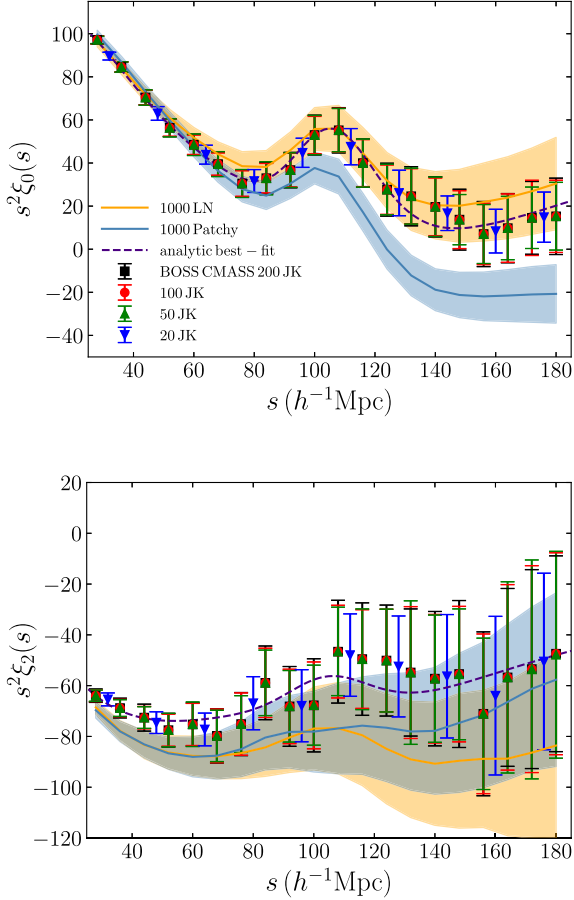 100
80
60
40
20
0
−20
−40
s²ξ₀(s)
1000 LN
1000 Patchy
analytic best − fit
BOSS CMASS 200 JK
100 JK
50 JK
20 JK
40 60 80 100 120 140 160 180
s (h⁻¹Mpc)
20
0
−20
−40
−60
−80
−100
−120
s²ξ₂(s)
40 60 80 100 120 140 160 180
s (h⁻¹Mpc)